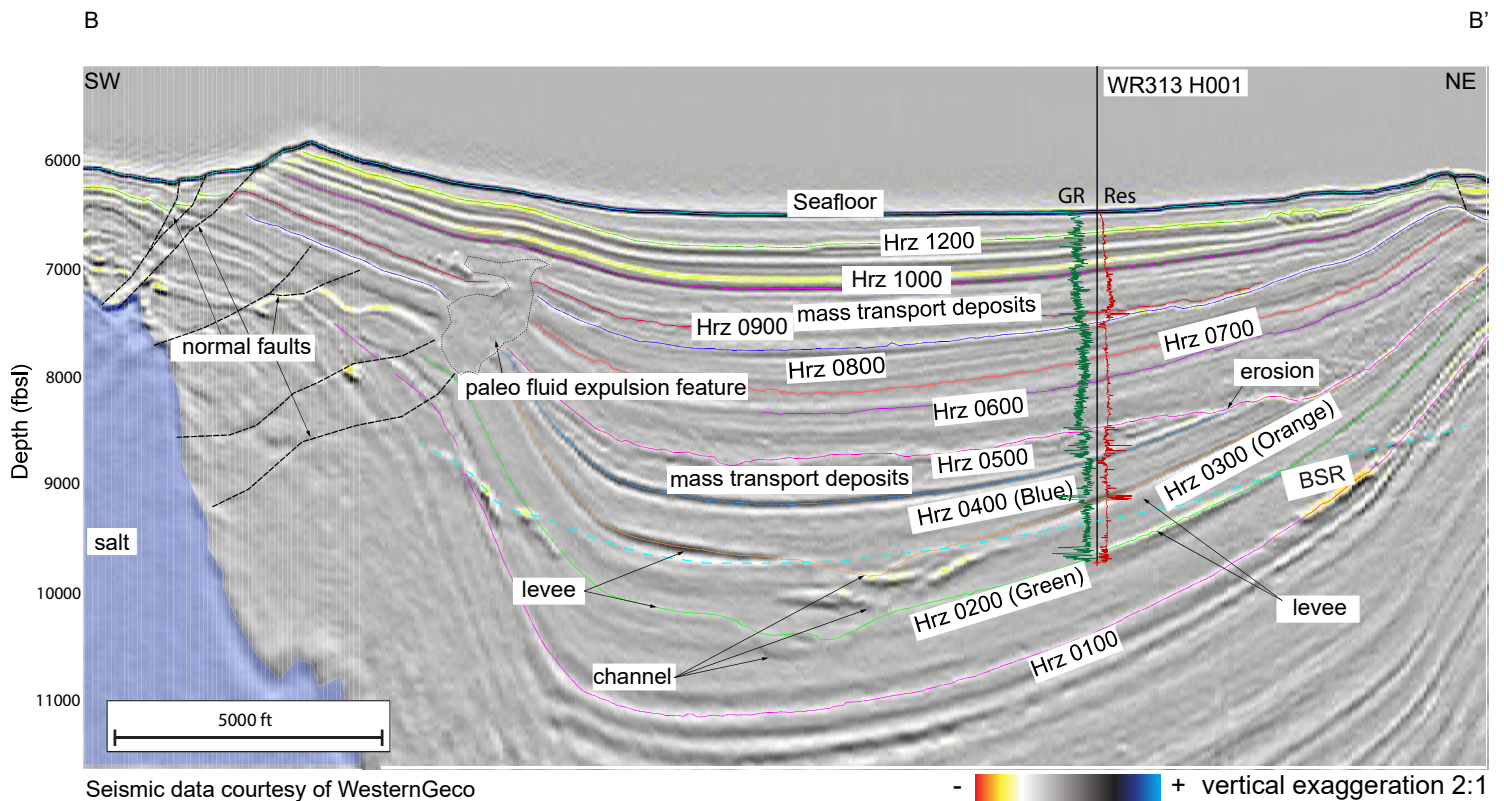 B B'
SW WR313 H001 NE
6000
GR Res
Seafloor
Hrz 1200
7000
Hrz 1000
mass transport deposits
Hrz 0900
Hrz 0700
normal faults
Hrz 0800
8000
erosion
paleo fluid expulsion feature
Hrz 0600
Depth (fbsl)
Hrz 0300 (Orange)
Hrz 0500
mass transport deposits
BSR
9000
Hrz 0400 (Blue)
salt
levee
10000
Hrz 0200 (Green)
levee
Hrz 0100
channel
11000
5000 ft
Seismic data courtesy of WesternGeco - + vertical exaggeration 2:1